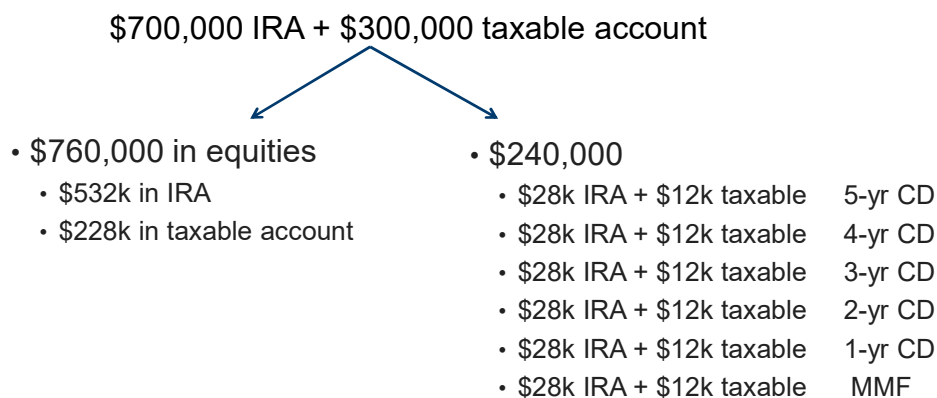 $700,000 IRA + $300,000 taxable account
• $760,000 in equities
• $532k in IRA
• $228k in taxable account
• $240,000
• $28k IRA + $12k taxable 5-yr CD
• $28k IRA + $12k taxable 4-yr CD
• $28k IRA + $12k taxable 3-yr CD
• $28k IRA + $12k taxable 2-yr CD
• $28k IRA + $12k taxable 1-yr CD
• $28k IRA + $12k taxable MMF